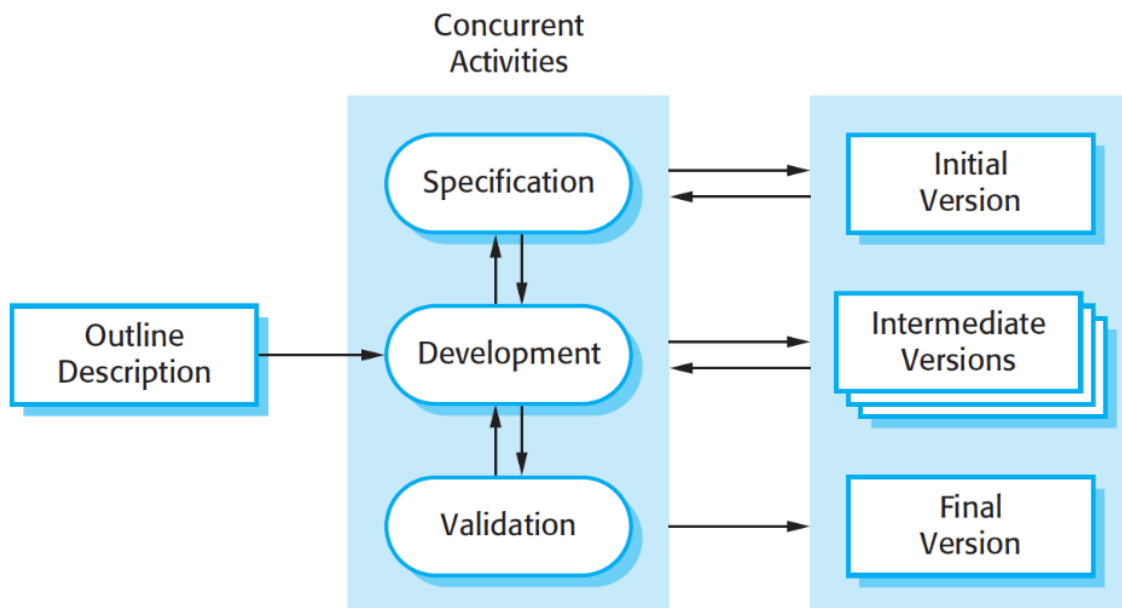 Concurrent
Activities
Specification
Initial
Version
Outline
Description
Development
Intermediate
Versions
Validation
Final
Version